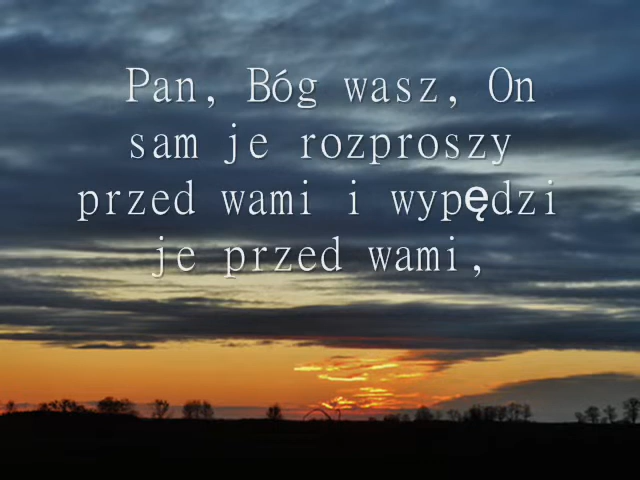 Pan, Bóg wasz, On
sam je rozproszy
przed wami i wypędzi
je przed wami,